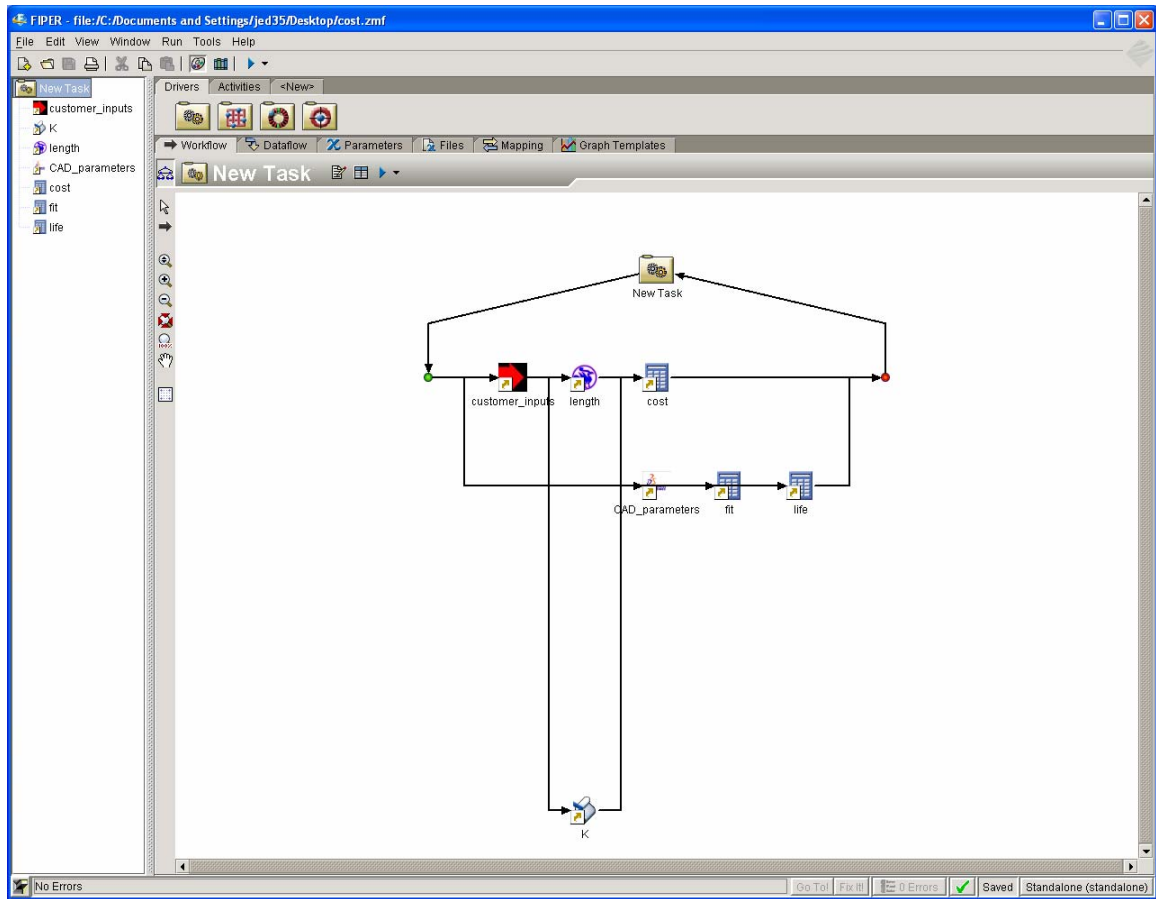 FIPER - file:/C:/Documents and Settings/jed35/Desktop/cost.zmf
File Edit View Window Run Tools Help
New Task
customer_inputs
K
length
CAD_parameters
cost
fit
life
Drivers Activities <New>
Workflow Dataflow Parameters Files Mapping Graph Templates
New Task
100%
New Task
customer_inputs length cost
CAD_parameters fit life
K
No Errors Go To! Fix It! 0 Errors Saved Standalone (standalone)